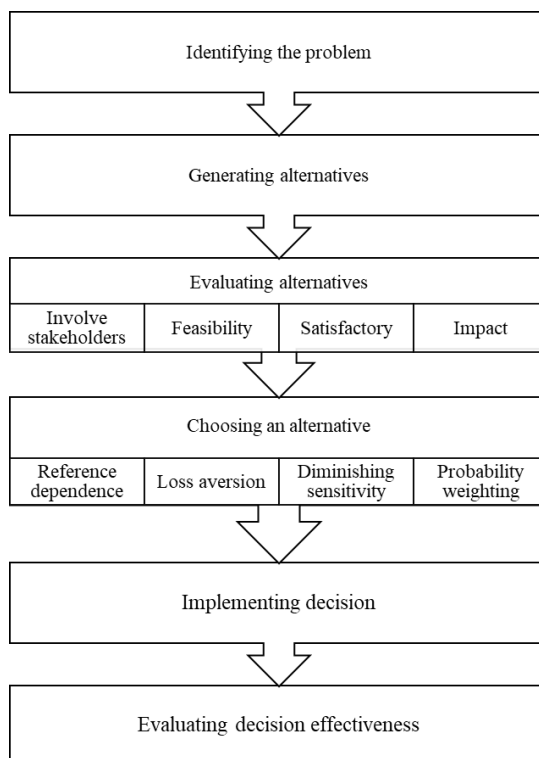 Identifying the problem
Generating alternatives
Evaluating alternatives
Involve
stakeholders
Feasibility
Satisfactory
Impact
Choosing an alternative
Reference
dependence
Loss aversion
Diminishing
sensitivity
Probability
weighting
Implementing decision
Evaluating decision effectiveness